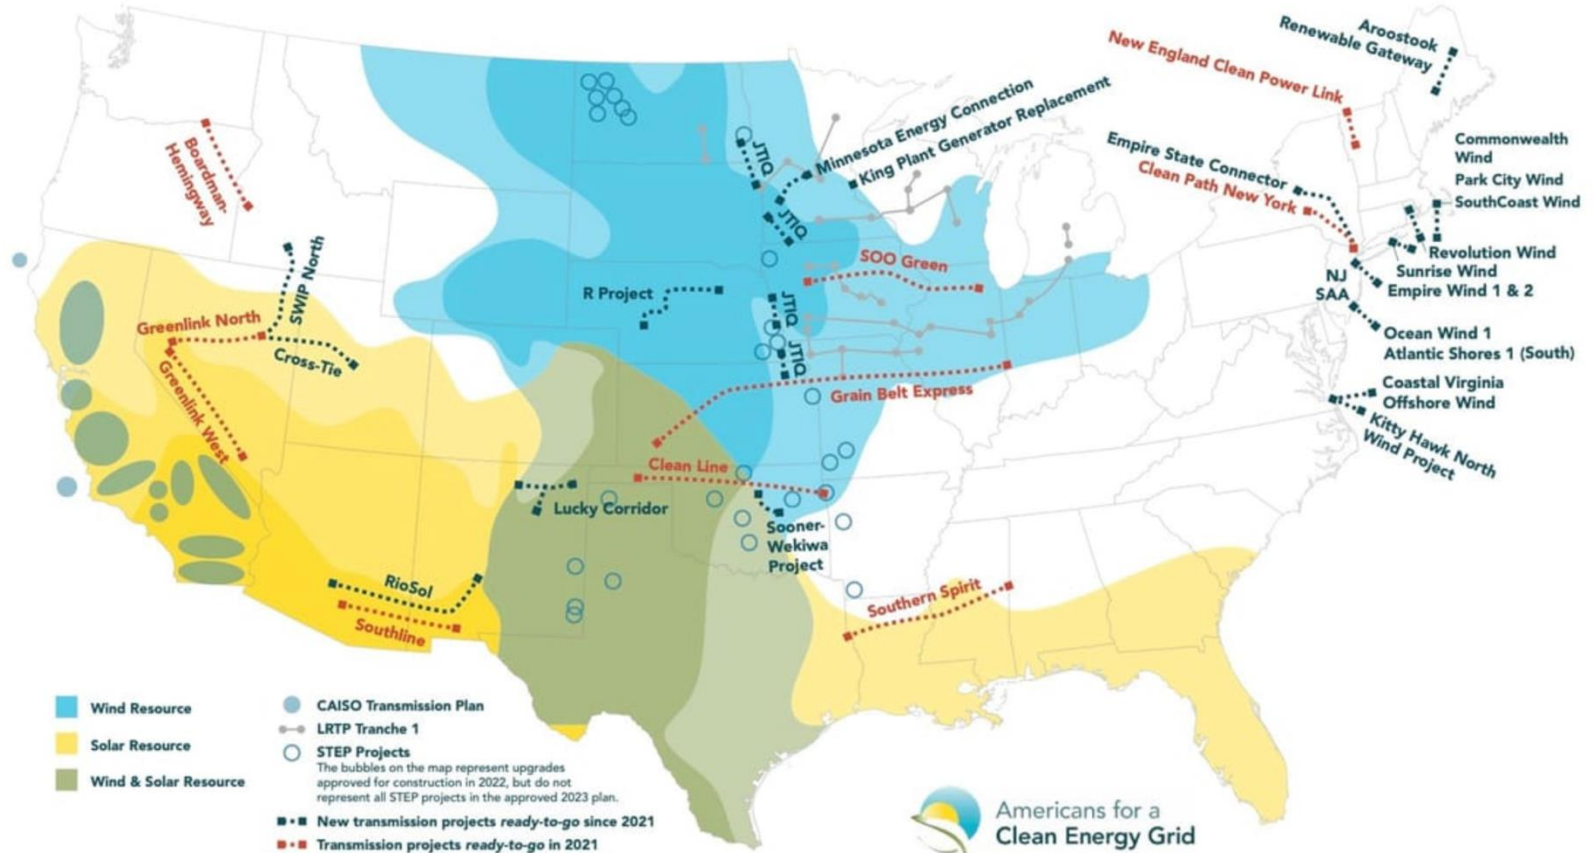 Aroostook
Renewable Gateway
New England Clean Power Link
Minnesota Energy Connection
King Plant Generator Replacement
Empire State Connector
Clean Path New York
Commonwealth
Wind
Park City Wind
SouthCoast Wind
Revolution Wind
Sunrise Wind
Empire Wind 1 & 2
NJ
SAA
Ocean Wind 1
Atlantic Shores 1 (South)
Coastal Virginia
Offshore Wind
Kitty Hawk North
Wind Project
Boardman-
Hemingway
JTIQ
JTIQ
SWIP North
SOO Green
R Project
JTIQ
JTIQ
Greenlink North
Cross-Tie
Greenlink West
Grain Belt Express
Clean Line
Lucky Corridor
Sooner-
Wekiwa
Project
RioSol
Southline
Southern Spirit
Wind Resource
Solar Resource
Wind & Solar Resource
CAISO Transmission Plan
LRTP Tranche 1
STEP Projects
The bubbles on the map represent upgrades
approved for construction in 2022, but do not
represent all STEP projects in the approved 2023 plan.
New transmission projects ready-to-go since 2021
Transmission projects ready-to-go in 2021
Americans for a
Clean Energy Grid